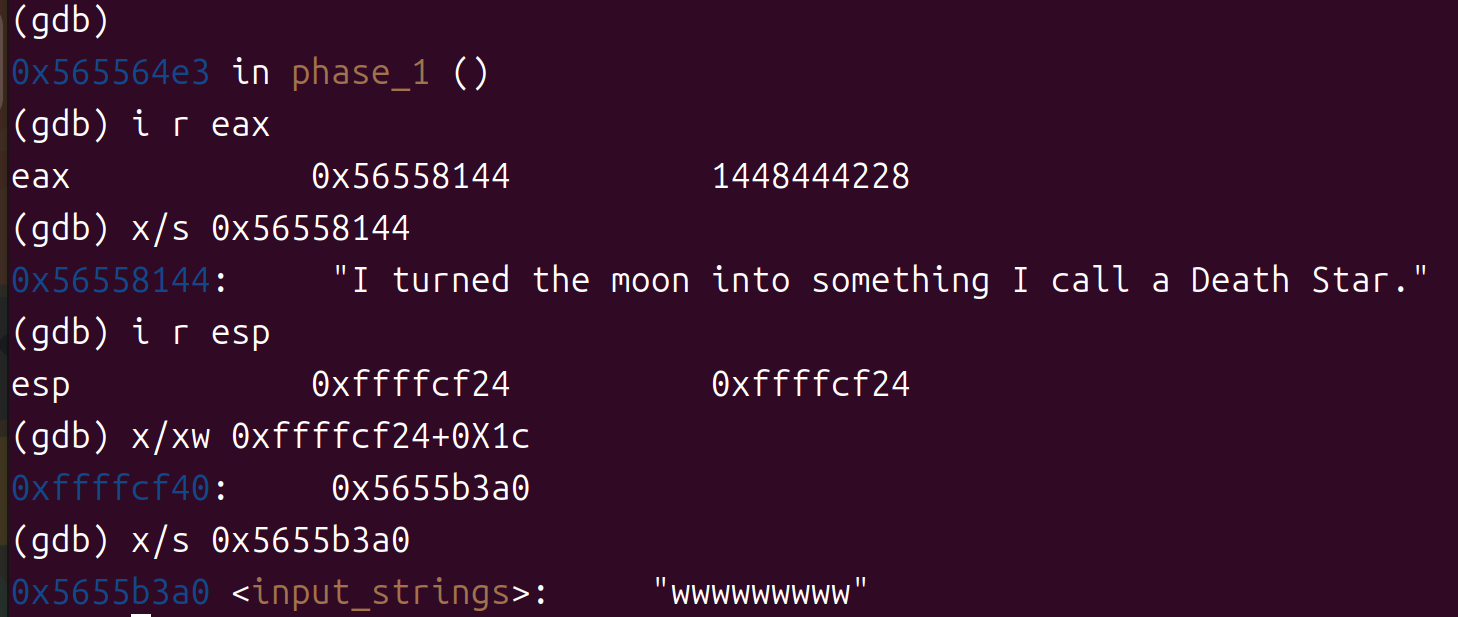 (gdb)
0x565564e3 in phase_1 ()
(gdb) i r eax
eax            0x56558144          1448444228
(gdb) x/s 0x56558144
0x56558144:     "I turned the moon into something I call a Death Star."
(gdb) i r esp
esp            0xffffcf24          0xffffcf24
(gdb) x/xw 0xffffcf24+0X1c
0xffffcf40:     0x5655b3a0
(gdb) x/s 0x5655b3a0
0x5655b3a0 <input_strings>:     "wwwwwwwww"